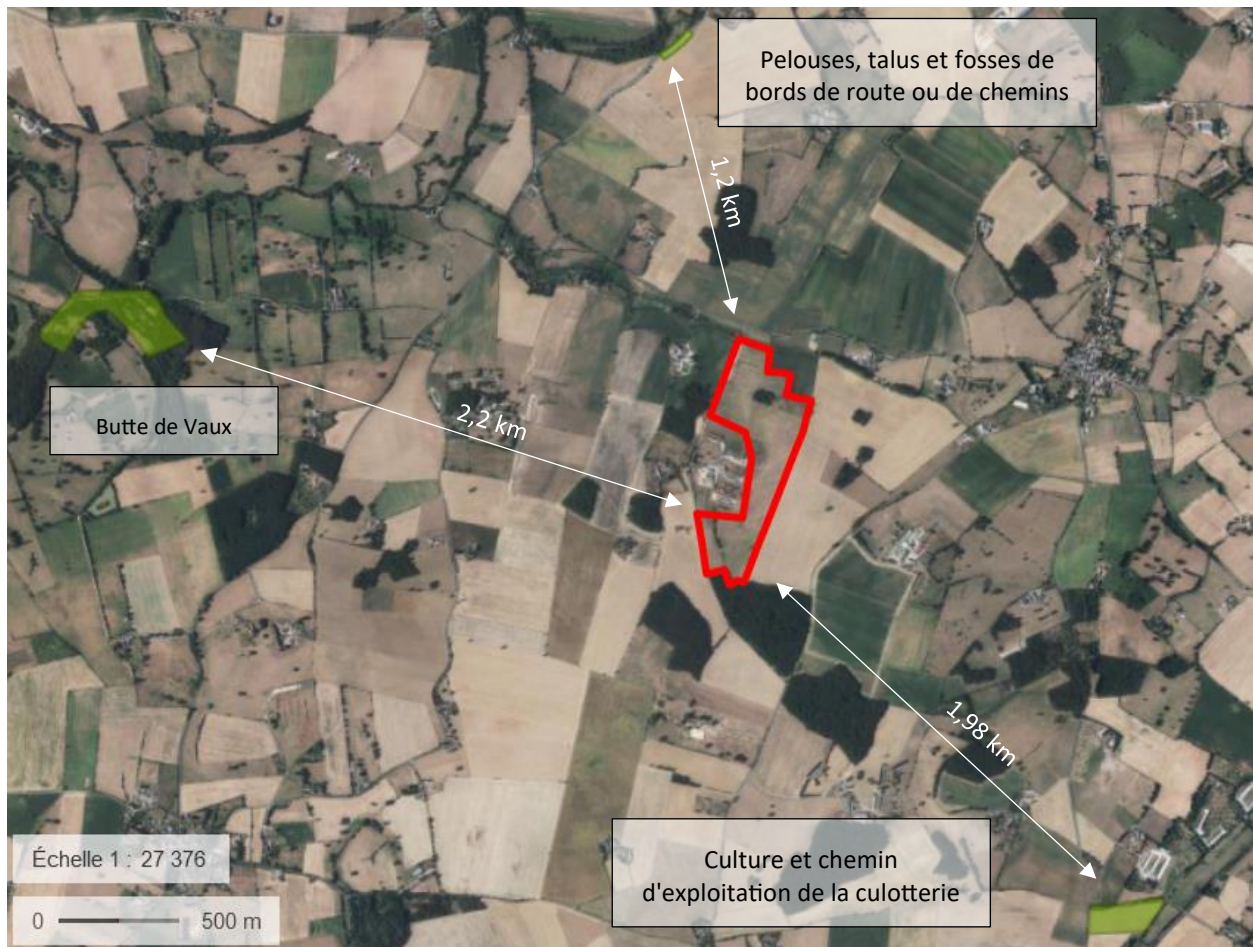 Pelouses, talus et fosses de
bords de route ou de chemins
1,2 km
Butte de Vaux
2,2 km
1,98 km
Culture et chemin
d'exploitation de la culotterie
Échelle 1 : 27 376
0 500 m